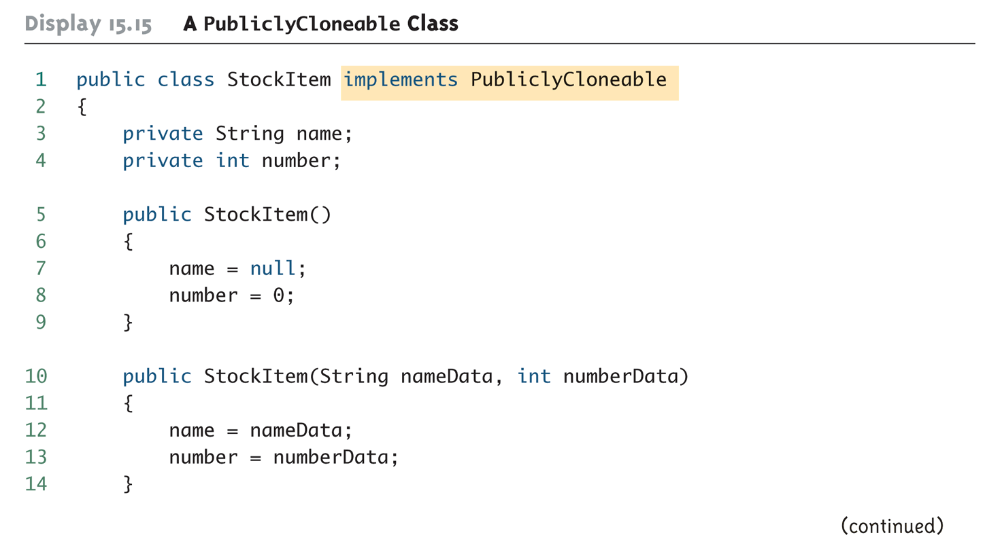 Display 15.15 A PubliclyCloneable Class
1 public class StockItem implements PubliclyCloneable
2 {
3 private String name;
4 private int number;
5 public StockItem()
6 {
7 name = null;
8 number = 0;
9 }
10 public StockItem(String nameData, int numberData)
11 {
12 name = nameData;
13 number = numberData;
14 }
(continued)